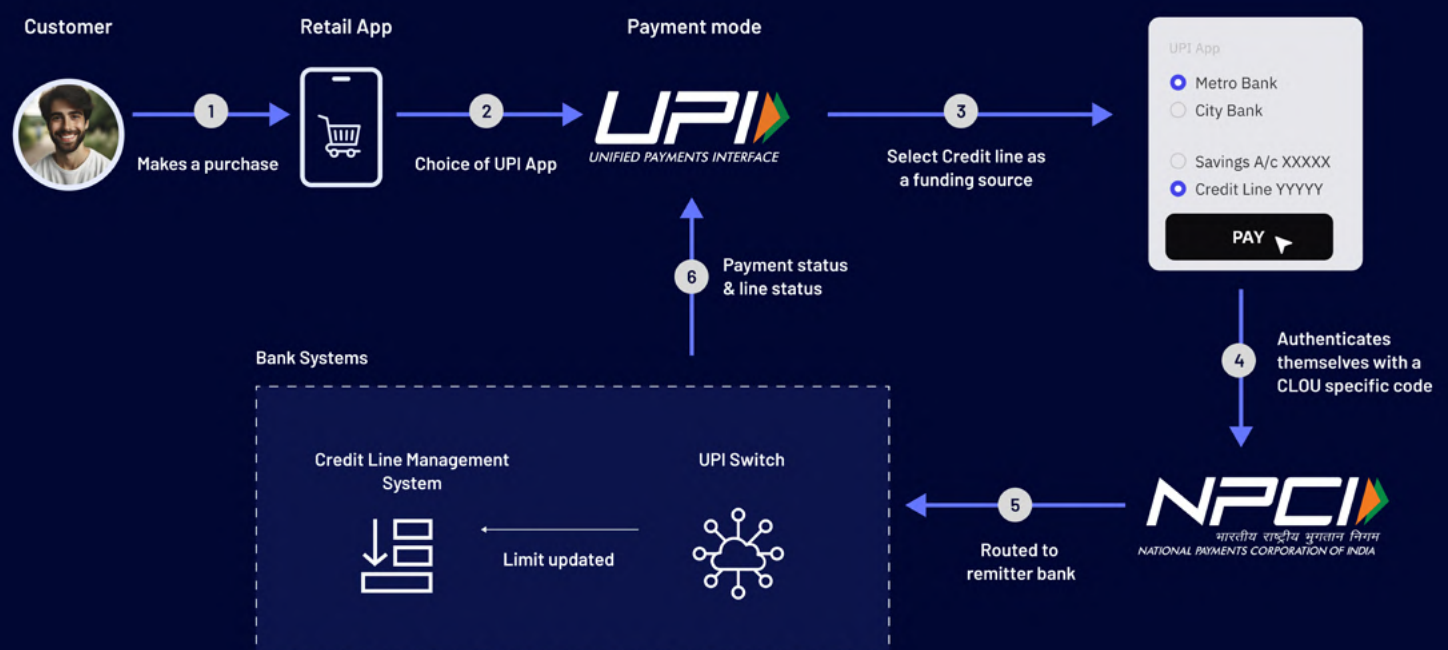 Customer
Retail App
Payment mode
1
Makes a purchase
2
Choice of UPI App
UPI
UNIFIED PAYMENTS INTERFACE
3
Select Credit line as
a funding source
UPI App
Metro Bank
City Bank
Savings A/c XXXXX
Credit Line YYYYY
PAY
4
Authenticates
themselves with a
CLOU specific code
NPCI
भारतीय राष्ट्रीय भुगतान निगम
NATIONAL PAYMENTS CORPORATION OF INDIA
5
Routed to
remitter bank
Bank Systems
UPI Switch
Limit updated
Credit Line Management
System
6
Payment status
& line status